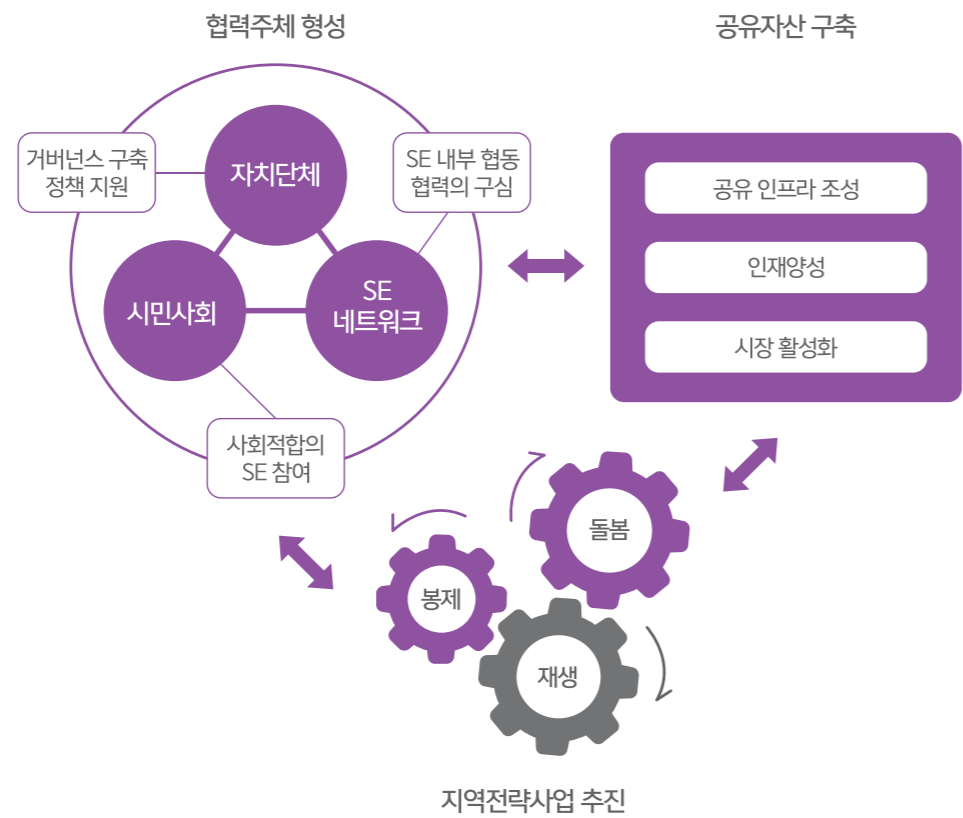 협력주체 형성
공유자산 구축
거버넌스 구축
정책 지원
자치단체
SE 내부 협동
협력의 구심
시민사회
SE
네트워크
사회적합의
SE 참여
공유 인프라 조성
인재양성
시장 활성화
돌봄
봉제
재생
지역전략사업 추진